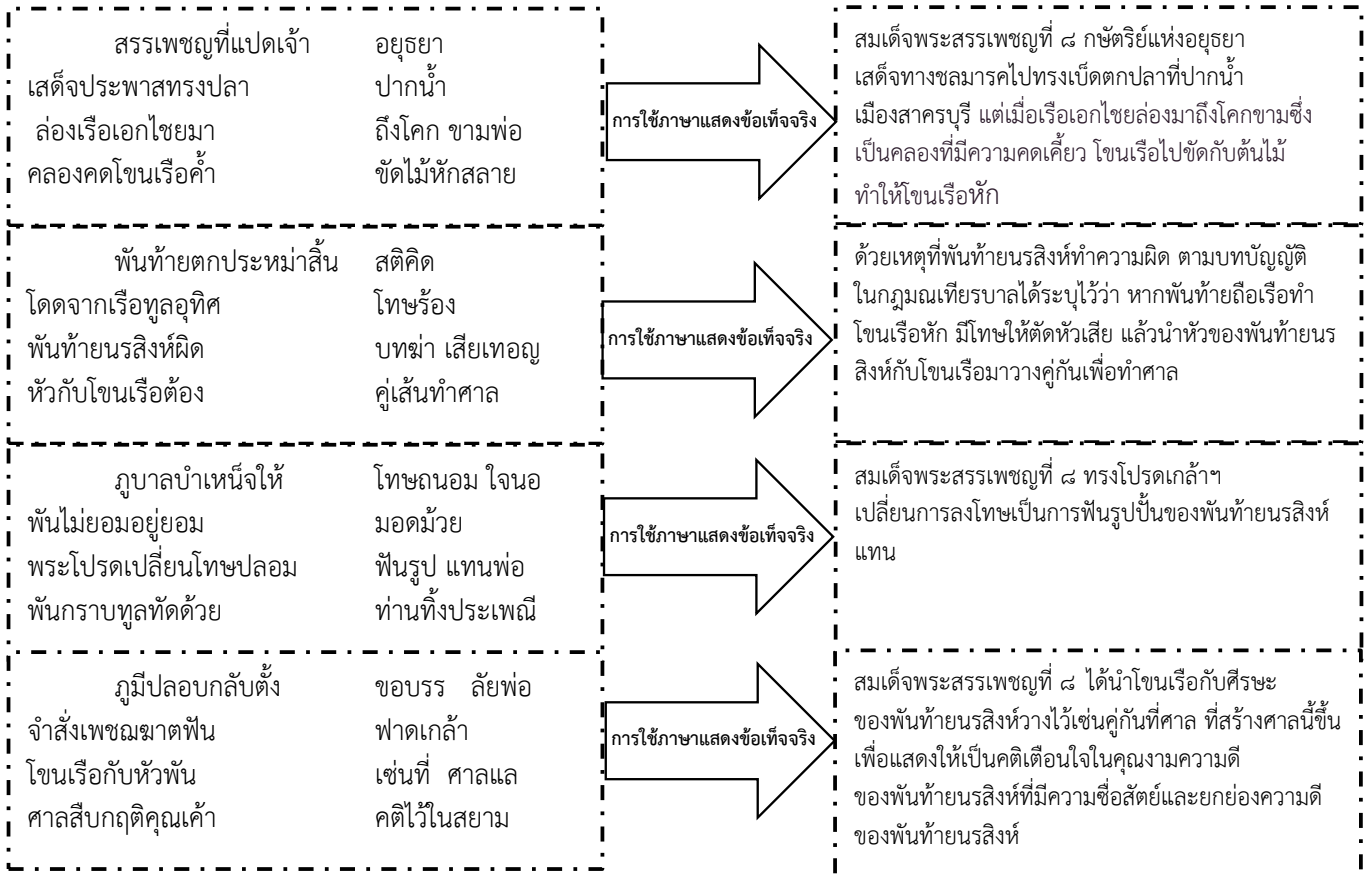 สรรเพชญที่แปดเจ้า อยุธยา
เสด็จประพาสทรงปลา ปากน้ำ
ล่องเรือเอกไชยมา ถึงโคก ขามพ่อ
คลองคดโขนเรือค้ำ ขัดไม้หักสลาย
การใช้ภาษาแสดงข้อเท็จจริง
สมเด็จพระสรรเพชญที่ ๘ กษัตริย์แห่งอยุธยา
เสด็จทางชลมารคไปทรงเบ็ดตกปลาที่ปากน้ำ
เมืองสาครบุรี แต่เมื่อเรือเอกไชยล่องมาถึงโคกขามซึ่ง
เป็นคลองที่มีความคดเคี้ยว โขนเรือไปขัดกับต้นไม้
ทำให้โขนเรือหัก
พันท้ายตกประหม่าสิ้น สติคิด
โดดจากเรือทูลอุทิศ โทษร้อง
พันท้ายนรสิงห์ผิด บทฆ่า เสียเทอญ
หัวกับโขนเรือต้อง คู่เส้นทำศาล
การใช้ภาษาแสดงข้อเท็จจริง
ด้วยเหตุที่พันท้ายนรสิงห์ทำความผิด ตามบทบัญญัติ
ในกฎมณเทียรบาลได้ระบุไว้ว่า หากพันท้ายถือเรือทำ
โขนเรือหัก มีโทษให้ตัดหัวเสีย แล้วนำหัวของพันท้ายนร
สิงห์กับโขนเรือมาวางคู่กันเพื่อทำศาล
ภูบาลบำเหน็จให้ โทษถนอม ใจนอ
พันไม่ยอมอยู่ยอม มอดม้วย
พระโปรดเปลี่ยนโทษปลอม ฟันรูป แทนพ่อ
พันกราบทูลทัดด้วย ท่านทิ้งประเพณี
การใช้ภาษาแสดงข้อเท็จจริง
สมเด็จพระสรรเพชญที่ ๘ ทรงโปรดเกล้าฯ
เปลี่ยนการลงโทษเป็นการฟันรูปปั้นของพันท้ายนรสิงห์
แทน
ภูมีปลอบกลับตั้ง ขอบรร ลัยพ่อ
จำสั่งเพชฌฆาตฟัน ฟาดเกล้า
โขนเรือกับหัวพัน เซ่นที่ ศาลแล
ศาลสืบกฤติคุณเค้า คติไว้ในสยาม
การใช้ภาษาแสดงข้อเท็จจริง
สมเด็จพระสรรเพชญที่ ๘ ได้นำโขนเรือกับศีรษะ
ของพันท้ายนรสิงห์วางไว้เซ่นคู่กันที่ศาล ที่สร้างศาลนี้ขึ้น
เพื่อแสดงให้เป็นคติเตือนใจในคุณงามความดี
ของพันท้ายนรสิงห์ที่มีความซื่อสัตย์และยกย่องความดี
ของพันท้ายนรสิงห์